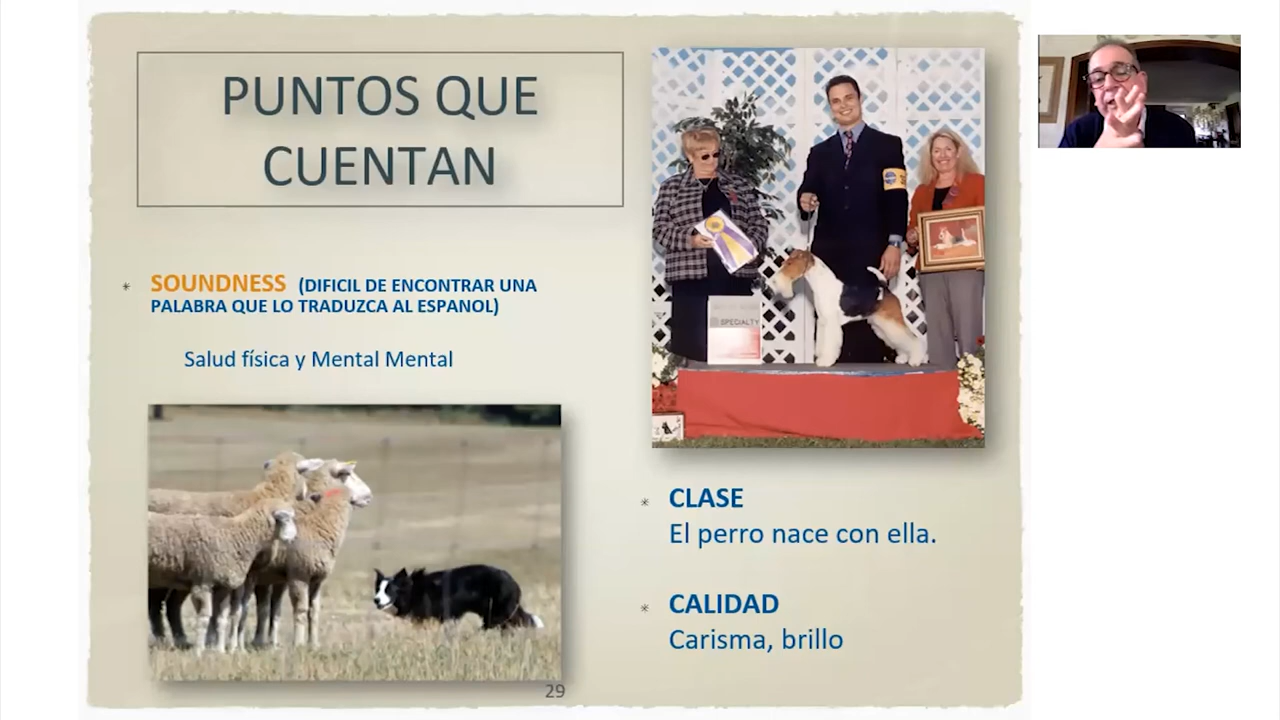 PUNTOS QUE
CUENTAN
SOUNDNESS (DIFICIL DE ENCONTRAR UNA
PALABRA QUE LO TRADUZCA AL ESPANOL)
Salud física y Mental Mental
SPECIALTY
CLASE
El perro nace con ella.
CALIDAD
Carisma, brillo
29